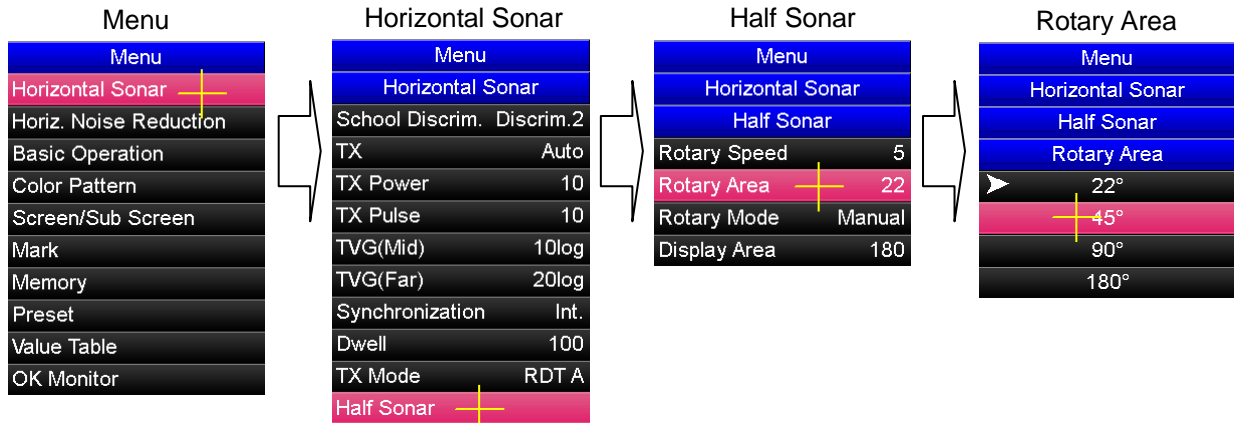 Menu
Menu
Horizontal Sonar
Horiz. Noise Reduction
Basic Operation
Color Pattern
Screen/Sub Screen
Mark
Memory
Preset
Value Table
OK Monitor
Horizontal Sonar
Menu
Horizontal Sonar
School Discrim. Discrim.2
TX Auto
TX Power 10
TX Pulse 10
TVG(Mid) 10log
TVG(Far) 20log
Synchronization Int.
Dwell 100
TX Mode RDT A
Half Sonar
Half Sonar
Menu
Horizontal Sonar
Half Sonar
Rotary Speed 5
Rotary Area 22
Rotary Mode Manual
Display Area 180
Rotary Area
Menu
Horizontal Sonar
Half Sonar
Rotary Area
22°
45°
90°
180°